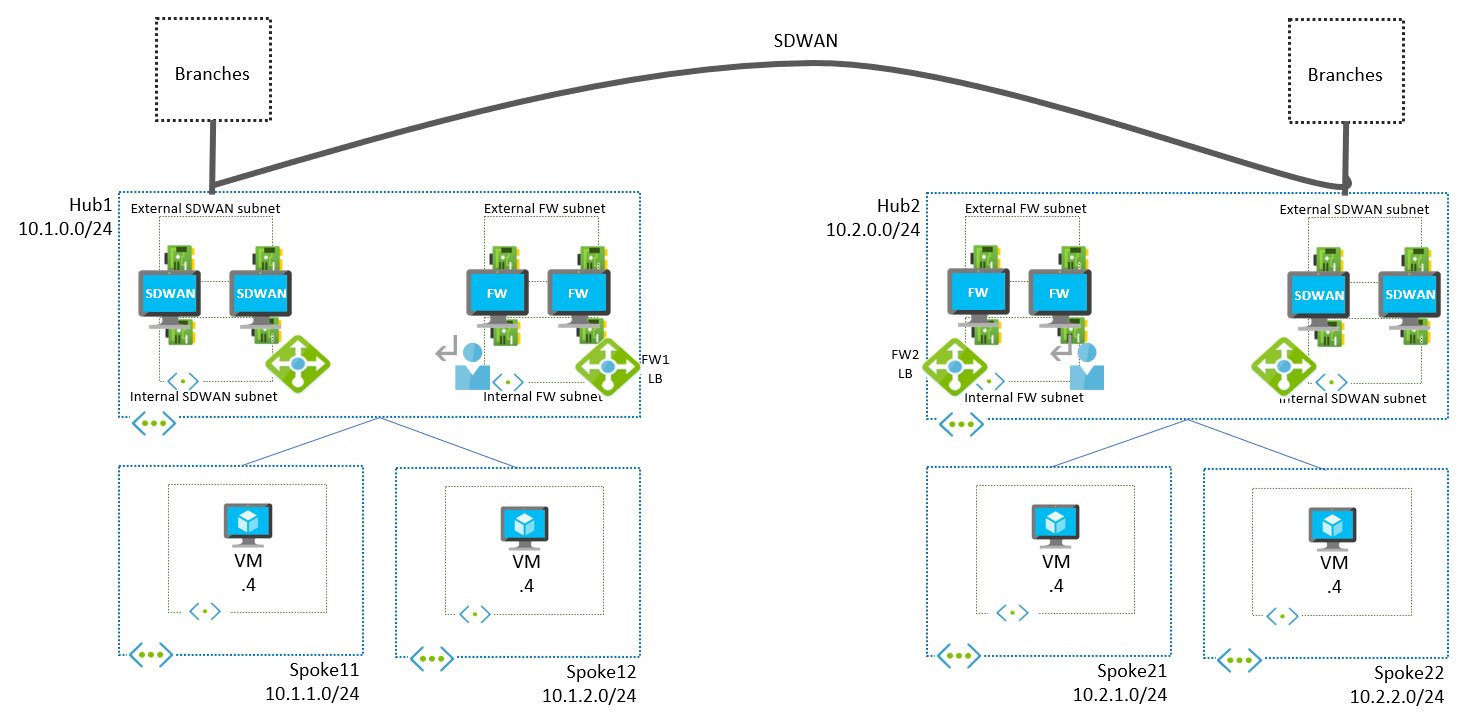 SDWAN
Branches
Branches
Hub1
10.1.0.0/24
External SDWAN subnet
External FW subnet
SDWAN
SDWAN
FW
FW
FW1
LB
Internal SDWAN subnet
Internal FW subnet
Hub2
10.2.0.0/24
External FW subnet
External SDWAN subnet
FW
FW
SDWAN
SDWAN
FW2
LB
Internal FW subnet
Internal SDWAN subnet
VM
.4
VM
.4
VM
.4
VM
.4
Spoke11
10.1.1.0/24
Spoke12
10.1.2.0/24
Spoke21
10.2.1.0/24
Spoke22
10.2.2.0/24